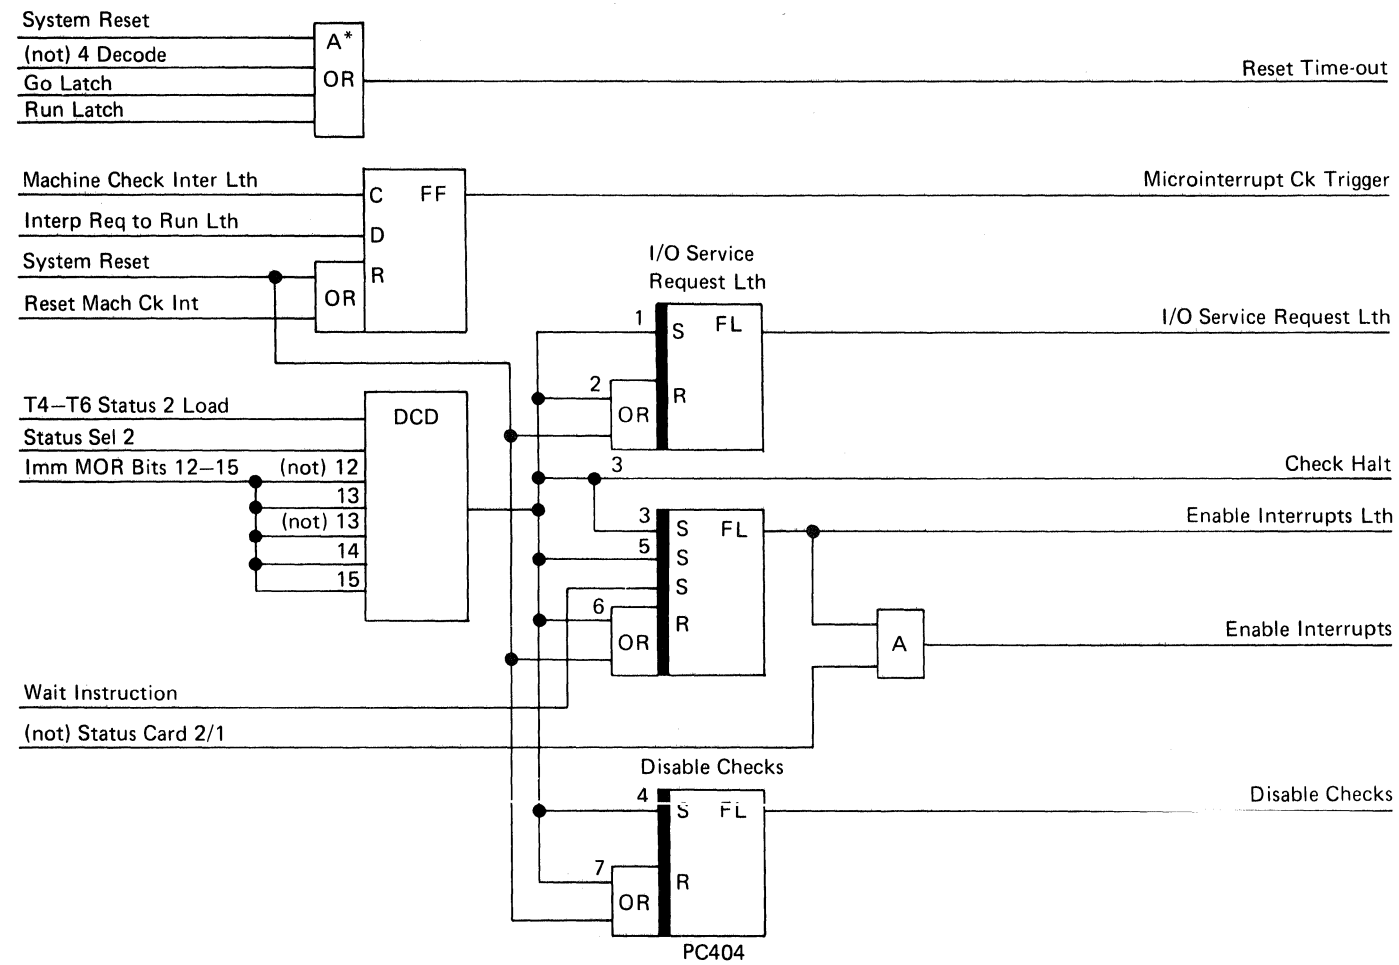 System Reset
(not) 4 Decode
Go Latch
Run Latch
A*
OR
Reset Time-out
Machine Check Inter Lth
Interp Req to Run Lth
System Reset
Reset Mach Ck Int
C FF
D
R
OR
Microinterrupt Ck Trigger
I/O Service
Request Lth
1
S FL
2
R
OR
I/O Service Request Lth
T4–T6 Status 2 Load
Status Sel 2
Imm MOR Bits 12–15
(not) 12
13
(not) 13
14
15
DCD
3
Check Halt
3
S FL
5
S
S
6
R
OR
Enable Interrupts Lth
A
Enable Interrupts
Wait Instruction
(not) Status Card 2/1
Disable Checks
4
S FL
7
R
OR
Disable Checks
PC404